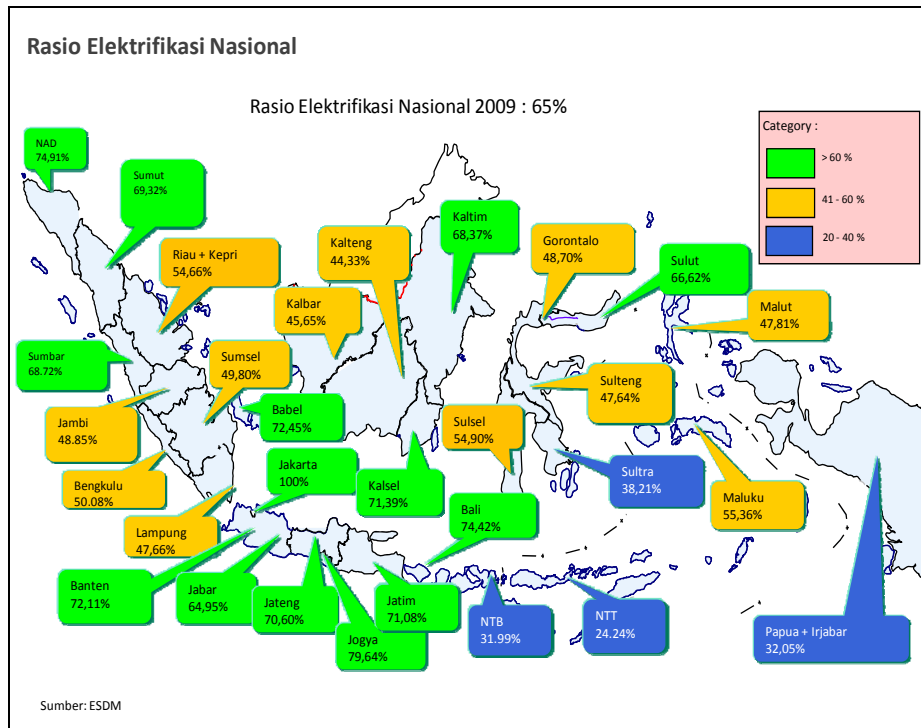 Rasio Elektrifikasi Nasional
Rasio Elektrifikasi Nasional 2009 : 65%
Category :
> 60 %
41 - 60 %
20 - 40 %
NAD
74,91%
Sumut
69,32%
Riau + Kepri
54,66%
Kalteng
44,33%
Kaltim
68,37%
Gorontalo
48,70%
Sulut
66,62%
Malut
47,81%
Kalbar
45,65%
Sumbar
68.72%
Sumsel
49,80%
Sulteng
47,64%
Jambi
48.85%
Babel
72,45%
Sulsel
54,90%
Bengkulu
50.08%
Jakarta
100%
Kalsel
71,39%
Sultra
38,21%
Maluku
55,36%
Lampung
47,66%
Bali
74,42%
Banten
72,11%
Jabar
64,95%
Jateng
70,60%
Jogya
79,64%
Jatim
71,08%
NTB
31.99%
NTT
24.24%
Papua + Irjabar
32,05%
Sumber: ESDM